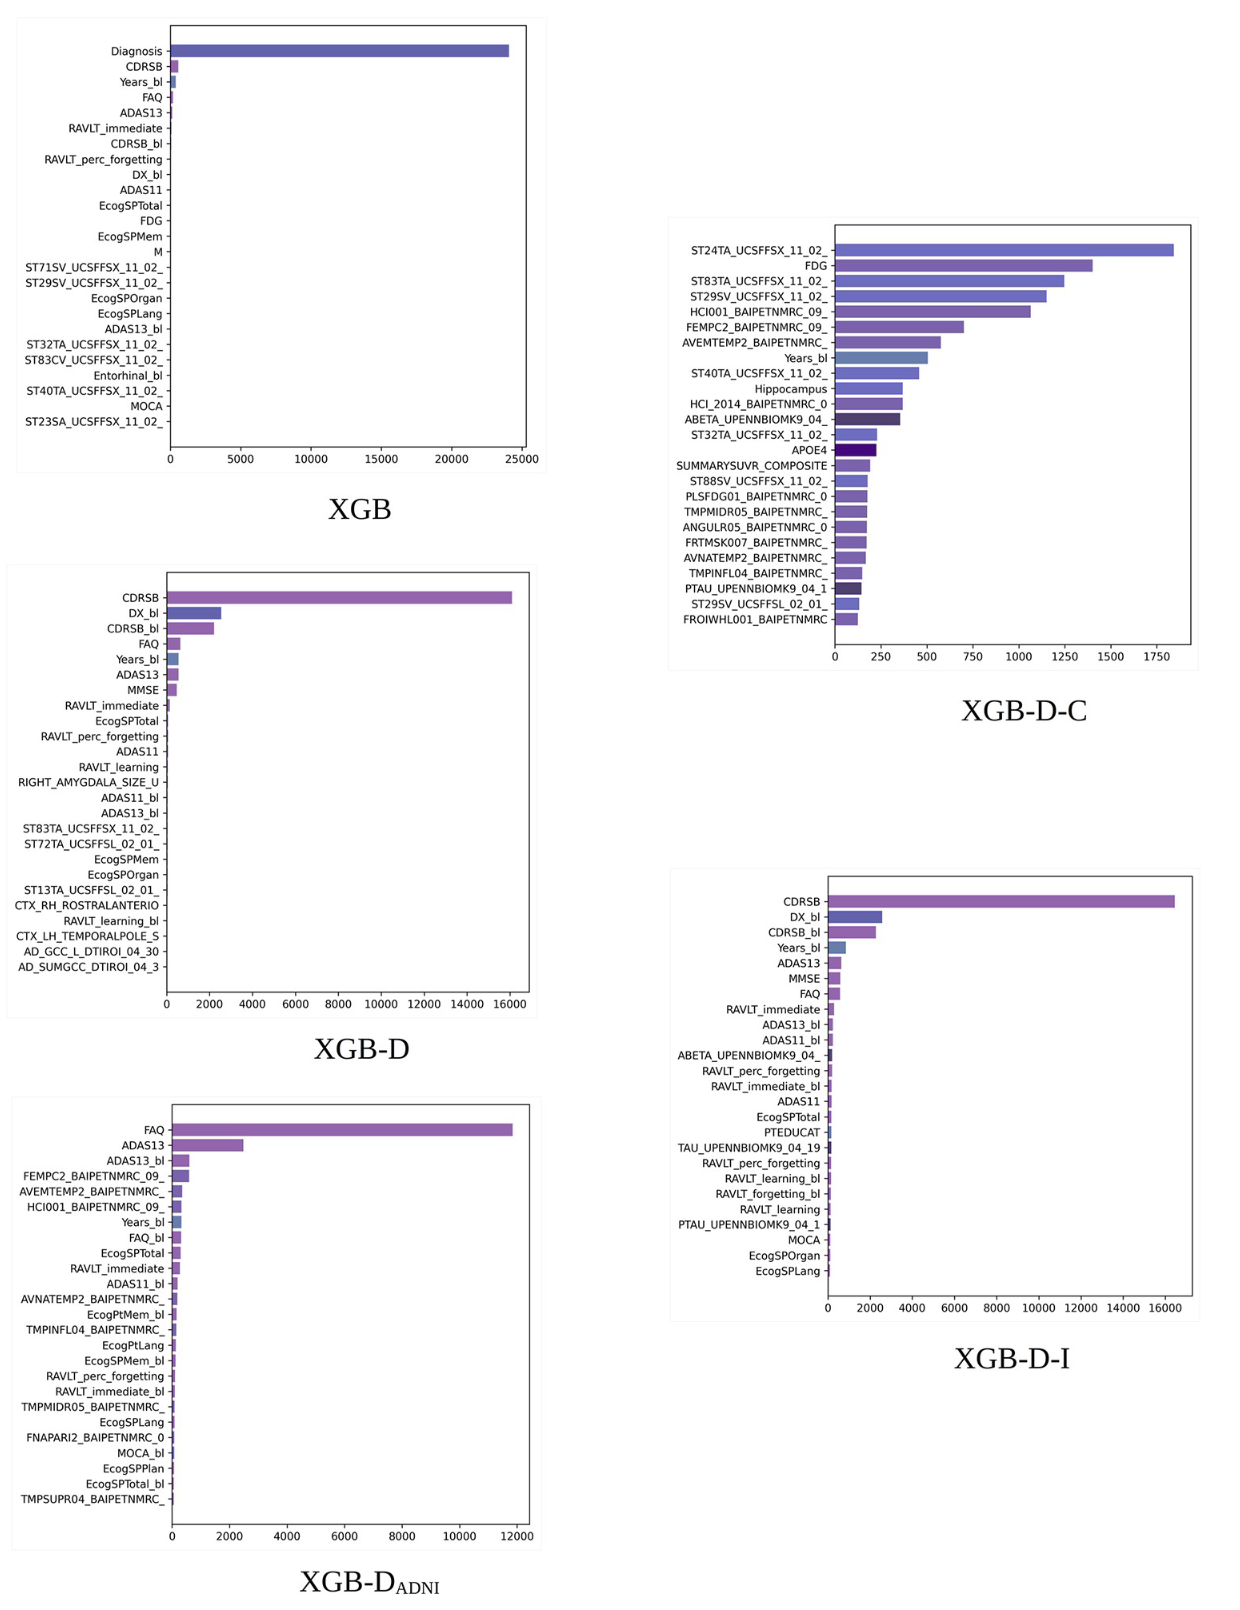 Diagnosis
CDRSB
Years_bl
FAQ
ADAS13
RAVLT_immediate
CDRSB_bl
RAVLT_perc_forgetting
DX_bl
ADAS11
EcogSPTotal
FDG
EcogSPMem
M
ST71SV_UCSFFSX_11_02_
ST29SV_UCSFFSX_11_02_
EcogSPOrgan
EcogSPLang
ADAS13_bl
ST32TA_UCSFFSX_11_02_
ST83CV_UCSFFSX_11_02_
Entorhinal_bl
ST40TA_UCSFFSX_11_02_
MOCA
ST23SA_UCSFFSX_11_02_
0 5000 10000 15000 20000 25000
XGB
ST24TA_UCSFFSX_11_02_
FDG
ST83TA_UCSFFSX_11_02_
ST29SV_UCSFFSX_11_02_
HCI001_BAIPETNMRC_09_
FEMPC2_BAIPETNMRC_09_
AVEMTEMP2_BAIPETNMRC_
Years_bl
ST40TA_UCSFFSX_11_02_
Hippocampus
HCI_2014_BAIPETNMRC_0
ABETA_UPENNBIOMK9_04_
ST32TA_UCSFFSX_11_02_
APOE4
SUMMARYSUVR_COMPOSITE
ST88SV_UCSFFSX_11_02_
PLSFDG01_BAIPETNMRC_0
TMPMIDR05_BAIPETNMRC_
ANGULR05_BAIPETNMRC_0
FRTMSK007_BAIPETNMRC_
AVNATEMP2_BAIPETNMRC_
TMPINFL04_BAIPETNMRC_
PTAU_UPENNBIOMK9_04_1
ST29SV_UCSFFSL_02_01_
FROIWHL001_BAIPETNMRC
0 250 500 750 1000 1250 1500 1750
XGB-D-C
CDRSB
DX_bl
CDRSB_bl
FAQ
Years_bl
ADAS13
MMSE
RAVLT_immediate
EcogSPTotal
RAVLT_perc_forgetting
ADAS11
RAVLT_learning
RIGHT_AMYGDALA_SIZE_U
ADAS11_bl
ADAS13_bl
ST83TA_UCSFFSX_11_02_
ST72TA_UCSFFSL_02_01_
EcogSPMem
EcogSPOrgan
ST13TA_UCSFFSL_02_01_
CTX_RH_ROSTRALANTERIO
RAVLT_learning_bl
CTX_LH_TEMPORALPOLE_S
AD_GCC_L_DTIROI_04_30
AD_SUMGCC_DTIROI_04_3
0 2000 4000 6000 8000 10000 12000 14000 16000
XGB-D
CDRSB
DX_bl
CDRSB_bl
Years_bl
ADAS13
MMSE
FAQ
RAVLT_immediate
ADAS13_bl
ADAS11_bl
ABETA_UPENNBIOMK9_04_
RAVLT_perc_forgetting
RAVLT_immediate_bl
ADAS11
EcogSPTotal
PTEDUCAT
TAU_UPENNBIOMK9_04_19
RAVLT_perc_forgetting
RAVLT_learning_bl
RAVLT_forgetting_bl
RAVLT_learning
PTAU_UPENNBIOMK9_04_1
MOCA
EcogSPOrgan
EcogSPLang
0 2000 4000 6000 8000 10000 12000 14000 16000
XGB-D-I
FAQ
ADAS13
ADAS13_bl
FEMPC2_BAIPETNMRC_09_
AVEMTEMP2_BAIPETNMRC_
HCI001_BAIPETNMRC_09_
Years_bl
FAQ_bl
EcogSPTotal
RAVLT_immediate
ADAS11_bl
AVNATEMP2_BAIPETNMRC_
EcogPtMem_bl
TMPINFL04_BAIPETNMRC_
EcogPtLang
EcogSPMem_bl
RAVLT_perc_forgetting
RAVLT_immediate_bl
TMPMIDR05_BAIPETNMRC_
EcogSPLang
FNAPARI2_BAIPETNMRC_0
MOCA_bl
EcogSPPlan
EcogSPTotal_bl
TMPSUPR04_BAIPETNMRC_
0 2000 4000 6000 8000 10000 12000
XGB-DADNI